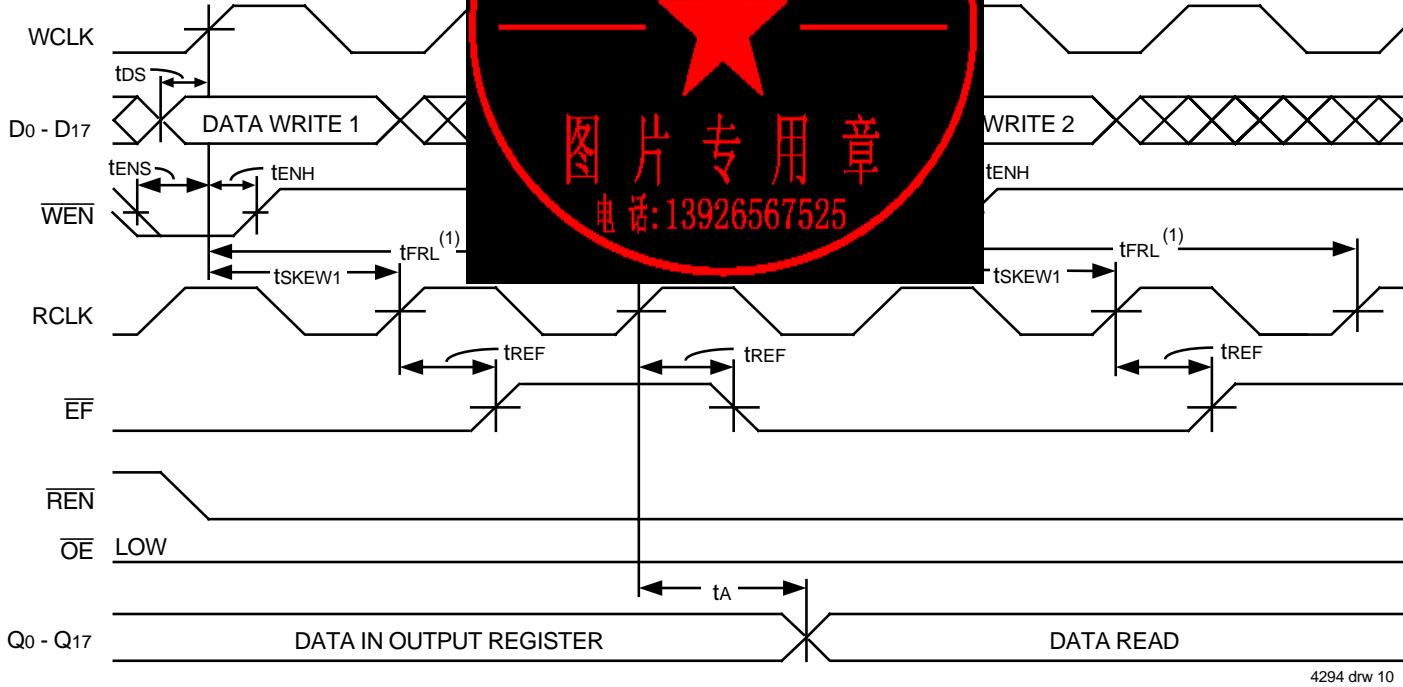 WCLK
tDS
D0 - D17 DATA WRITE 1 WRITE 2
tENS tENH tENH
WEN
图片专用章
电话:13926567525
tFRL(1) tFRL(1)
tSKEW1 tSKEW1
RCLK
tREF tREF tREF
EF
REN
OE LOW
tA
Q0 - Q17 DATA IN OUTPUT REGISTER DATA READ
4294 drw 10